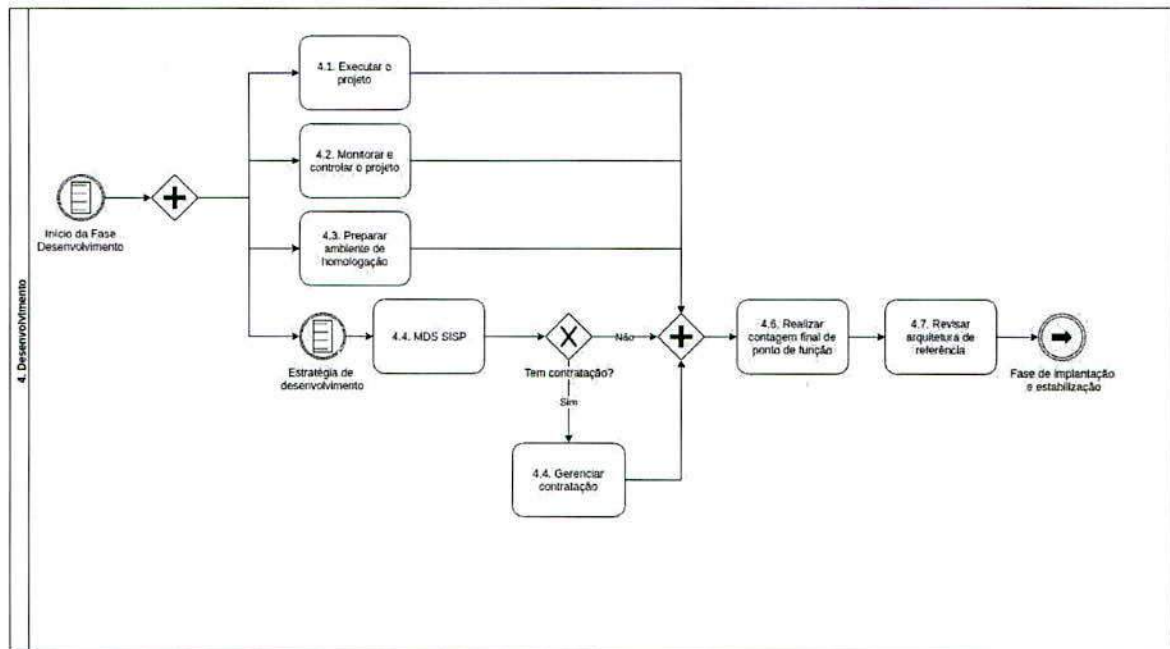 4. Desenvolvimento
4.1. Executar o
projeto
4.2. Monitorar e
controlar o projeto
Início da Fase
Desenvolvimento
4.3. Preparar
ambiente de
homologação
Estratégia de
desenvolvimento
4.4. MDS SISP
Tem contratação?
Não
Sim
4.4. Gerenciar
contratação
4.6. Realizar
contagem final de
ponto de função
4.7. Revisar
arquitetura de
referência
Fase de implantação
e estabilização